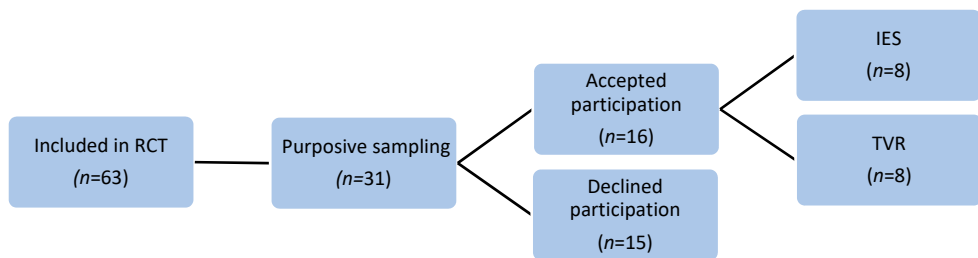 Included in RCT
(n=63)
Purposive sampling
(n=31)
Accepted
participation
(n=16)
Declined
participation
(n=15)
IES
(n=8)
TVR
(n=8)